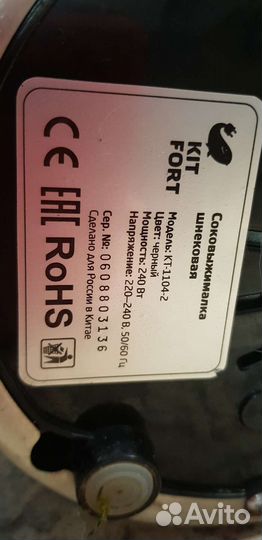 KIT
FORT
Соковыжималка
шнековая
Модель: КТ-1104-2
Цвет: черный
Мощность: 240 Вт
Напряжение: 220–240 В, 50/60 Гц
Сер. №: 0608803136
Сделано для России в Китае
CE EAC RoHS
Avito